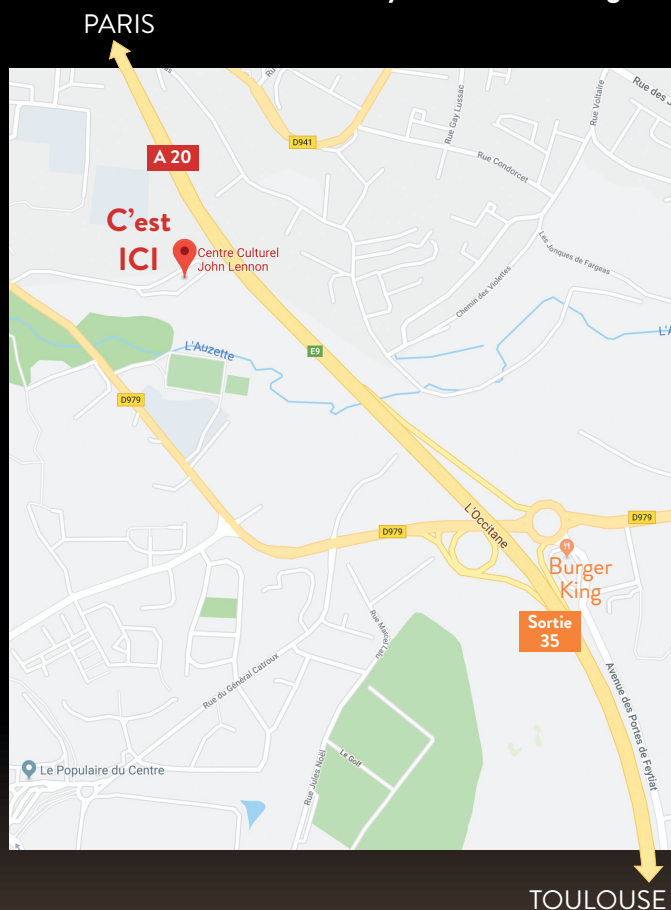 PARIS
Rue des
Rue Gay Lussac
Rue Voltaire
D941
A 20
Rue Condorcet
C'est
ICI
Centre Culturel
John Lennon
Les Jonques de Fargeas
Chemin des Violettes
L'Auzette
E9
D979
L'Occitane
D979
D979
Burger
King
Sortie
35
Rue Marcel
Rue du Général Catroux
Avenue des Portes de Feytiat
Le Populaire du Centre
Rue Jules Noël
Le Golf
TOULOUSE